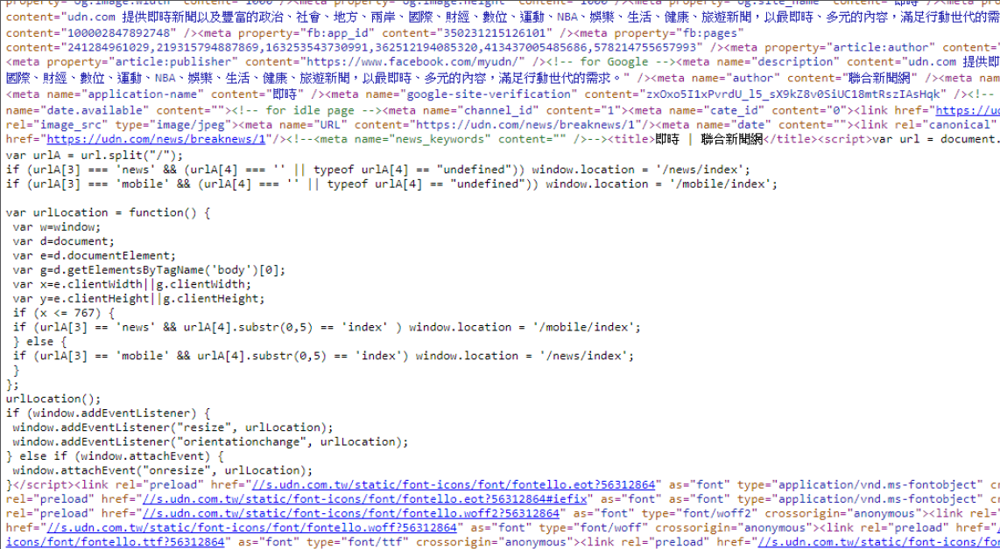 property="og:image:width" content="1000" /><meta property="og:image:height" content="1000" /><meta property="og:site_name" content="即時" /><meta
content="udn.com 提供即時新聞以及豐富的政治、社會、地方、兩岸、國際、財經、數位、運動、NBA、娛樂、生活、健康、旅遊新聞，以最即時、多元的內容，滿足行動世代的需
content="100002847892748" /><meta property="fb:app_id" content="350231215126101" /><meta property="fb:pages"
content="241284961029,219315794887869,163253543730991,362512194085320,413437005485686,578214755657993" /><meta property="article:author" content="
<meta property="article:publisher" content="https://www.facebook.com/myudn/" /><!-- for Google --><meta name="description" content="udn.com 提供即
國際、財經、數位、運動、NBA、娛樂、生活、健康、旅遊新聞，以最即時、多元的內容，滿足行動世代的需求。" /><meta name="author" content="聯合新聞網" /><meta nam
<meta name="application-name" content="即時" /><meta name="google-site-verification" content="zxOxo5I1xPvrdU_l5_sX9kZ8v0SiUC18mtRszIAsHqk" /><!--
name="date.available" content=""><!-- for idle page --><meta name="channel_id" content="1"><meta name="cate_id" content="0"><link href="https://ud
rel="image_src" type="image/jpeg"><meta name="URL" content="https://udn.com/news/breaknews/1"/><meta name="date" content=""><link rel="canonical"
href="https://udn.com/news/breaknews/1"/><!--<meta name="news_keywords" content="" />--><title>即時 | 聯合新聞網</title><script>var url = document.
var urlA = url.split("/");
if (urlA[3] === 'news' && (urlA[4] === '' || typeof urlA[4] == "undefined")) window.location = '/news/index';
if (urlA[3] === 'mobile' && (urlA[4] === '' || typeof urlA[4] == "undefined")) window.location = '/mobile/index';
var urlLocation = function() {
var w=window;
var d=document;
var e=d.documentElement;
var g=d.getElementsByTagName('body')[0];
var x=e.clientWidth||g.clientWidth;
var y=e.clientHeight||g.clientHeight;
if (x <= 767) {
if (urlA[3] == 'news' && urlA[4].substr(0,5) == 'index' ) window.location = '/mobile/index';
} else {
if (urlA[3] == 'mobile' && urlA[4].substr(0,5) == 'index') window.location = '/news/index';
}
};
urlLocation();
if (window.addEventListener) {
window.addEventListener("resize", urlLocation);
window.addEventListener("orientationchange", urlLocation);
} else if (window.attachEvent) {
window.attachEvent("onresize", urlLocation);
}</script><link rel="preload" href="//s.udn.com.tw/static/font-icons/font/fontello.eot?56312864" as="font" type="application/vnd.ms-fontobject" cr
rel="preload" href="//s.udn.com.tw/static/font-icons/font/fontello.eot?56312864#iefix" as="font" as="font" type="application/vnd.ms-fontobject" cr
rel="preload" href="//s.udn.com.tw/static/font-icons/font/fontello.woff2?56312864" as="font" type="font/woff2" crossorigin="anonymous"><link rel="
href="//s.udn.com.tw/static/font-icons/font/fontello.woff?56312864" as="font" type="font/woff" crossorigin="anonymous"><link rel="preload" href="/
icons/font/fontello.ttf?56312864" as="font" type="font/ttf" crossorigin="anonymous"><link rel="preload" href="//s.udn.com.tw/static/font-icons/fo